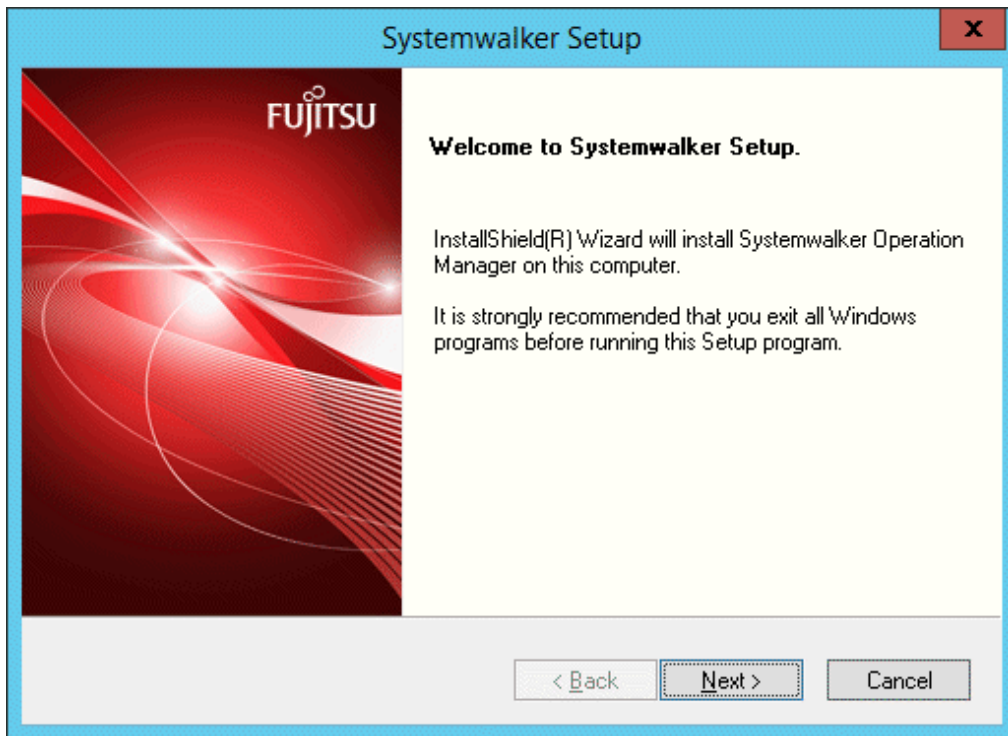 Systemwalker Setup
x
FUJITSU
Welcome to Systemwalker Setup.
InstallShield(R) Wizard will install Systemwalker Operation
Manager on this computer.
It is strongly recommended that you exit all Windows
programs before running this Setup program.
< Back
Next >
Cancel